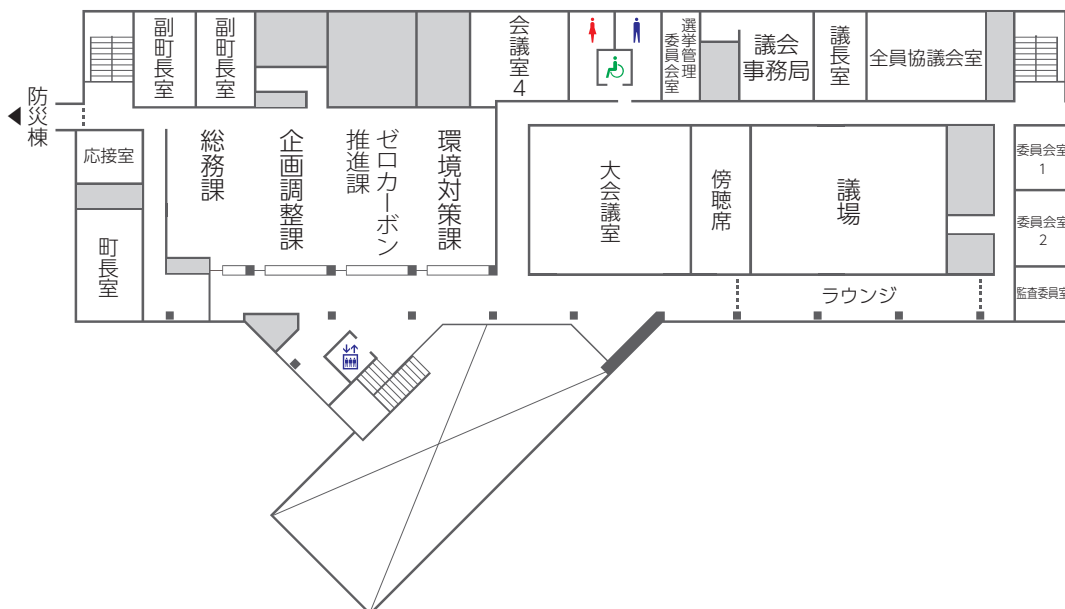 防災棟
副町長室
副町長室
会議室4
選挙管理
委員会室
議会
事務局
議長室
全員協議会室
応接室
町長室
総務課
企画調整課
ゼロカーボン
推進課
環境対策課
大会議室
傍聴席
議場
委員会室
1
委員会室
2
監査委員室
ラウンジ